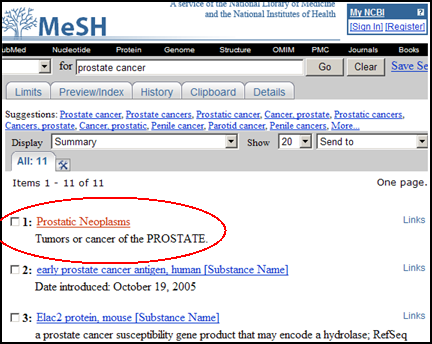 A service of the National Library of Medicine
and the National Institutes of Health
My NCBI
?
[Sign In] [Register]
MeSH
PubMed Nucleotide Protein Genome Structure OMIM PMC Journals Books
for prostate cancer Go Clear Save Se
Limits Preview/Index History Clipboard Details
Suggestions: Prostate cancer, Prostate cancers, Prostatic cancer, Cancer, prostate, Prostatic cancers,
Cancers, prostate, Cancer, prostatic, Penile cancer, Parotid cancer, Penile cancers, More...
Display Summary Show 20 Send to
All: 11
Items 1 - 11 of 11 One page.
1: Prostatic Neoplasms Links
Tumors or cancer of the PROSTATE.
2: early prostate cancer antigen, human [Substance Name] Links
Date introduced: October 19, 2005
3: Elac2 protein, mouse [Substance Name] Links
a prostate cancer susceptibility gene product that may encode a hydrolase; RefSeq